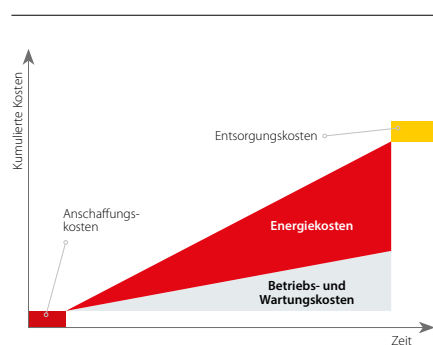 Kumulierte Kosten
Entsorgungskosten
Anschaffungs-
kosten
Energiekosten
Betriebs- und
Wartungskosten
Zeit